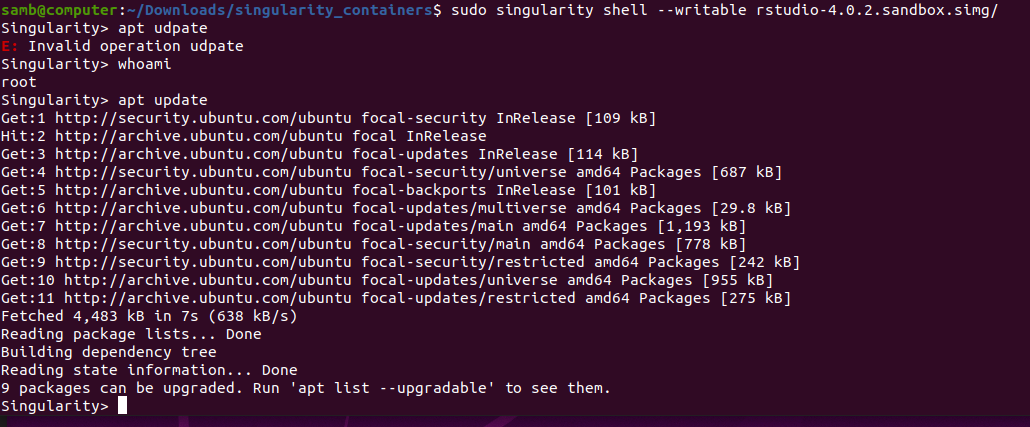 samb@computer:~/Downloads/singularity_containers$ sudo singularity shell --writable rstudio-4.0.2.sandbox.simg/
Singularity> apt udpate
E: Invalid operation udpate
Singularity> whoami
root
Singularity> apt update
Get:1 http://security.ubuntu.com/ubuntu focal-security InRelease [109 kB]
Hit:2 http://archive.ubuntu.com/ubuntu focal InRelease
Get:3 http://archive.ubuntu.com/ubuntu focal-updates InRelease [114 kB]
Get:4 http://security.ubuntu.com/ubuntu focal-security/universe amd64 Packages [687 kB]
Get:5 http://archive.ubuntu.com/ubuntu focal-backports InRelease [101 kB]
Get:6 http://archive.ubuntu.com/ubuntu focal-updates/multiverse amd64 Packages [29.8 kB]
Get:7 http://archive.ubuntu.com/ubuntu focal-updates/main amd64 Packages [1,193 kB]
Get:8 http://security.ubuntu.com/ubuntu focal-security/main amd64 Packages [778 kB]
Get:9 http://security.ubuntu.com/ubuntu focal-security/restricted amd64 Packages [242 kB]
Get:10 http://archive.ubuntu.com/ubuntu focal-updates/universe amd64 Packages [955 kB]
Get:11 http://archive.ubuntu.com/ubuntu focal-updates/restricted amd64 Packages [275 kB]
Fetched 4,483 kB in 7s (638 kB/s)
Reading package lists... Done
Building dependency tree
Reading state information... Done
9 packages can be upgraded. Run 'apt list --upgradable' to see them.
Singularity>